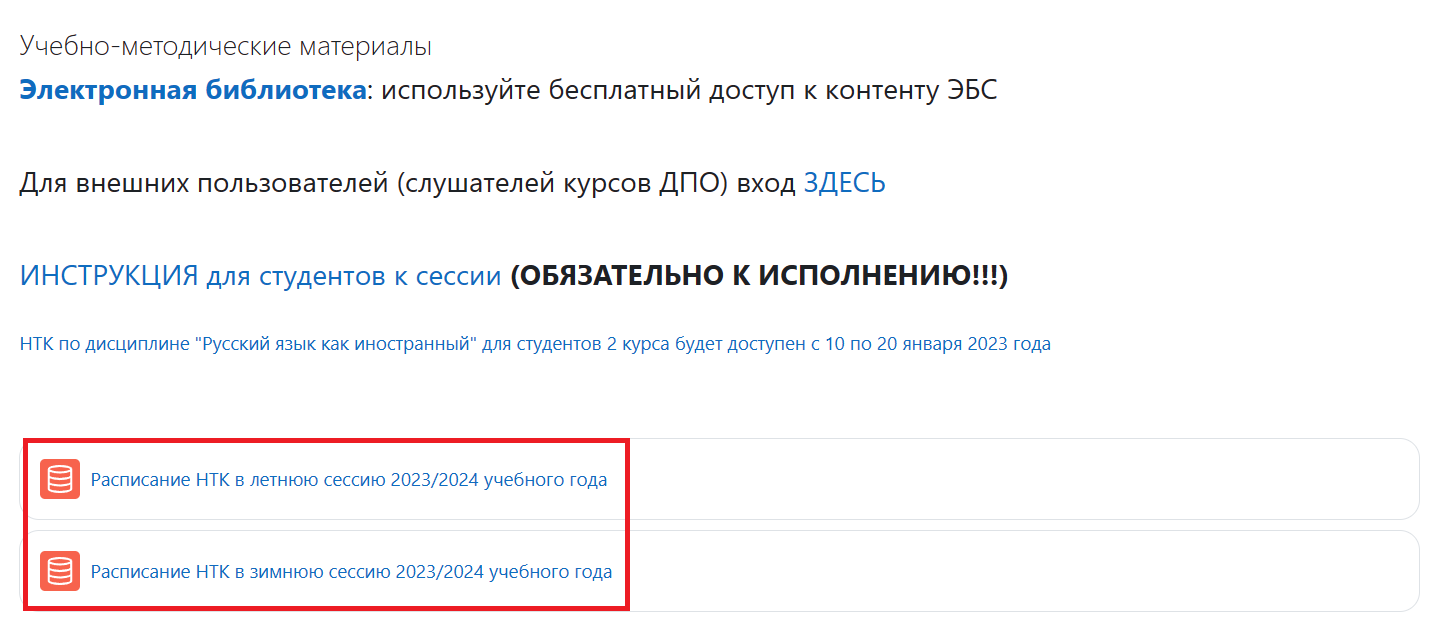 Учебно-методические материалы
Электронная библиотека: используйте бесплатный доступ к контенту ЭБС
Для внешних пользователей (слушателей курсов ДПО) вход ЗДЕСЬ
ИНСТРУКЦИЯ для студентов к сессии (ОБЯЗАТЕЛЬНО К ИСПОЛНЕНИЮ!!!)
НТК по дисциплине "Русский язык как иностранный" для студентов 2 курса будет доступен с 10 по 20 января 2023 года
Расписание НТК в летнюю сессию 2023/2024 учебного года
Расписание НТК в зимнюю сессию 2023/2024 учебного года